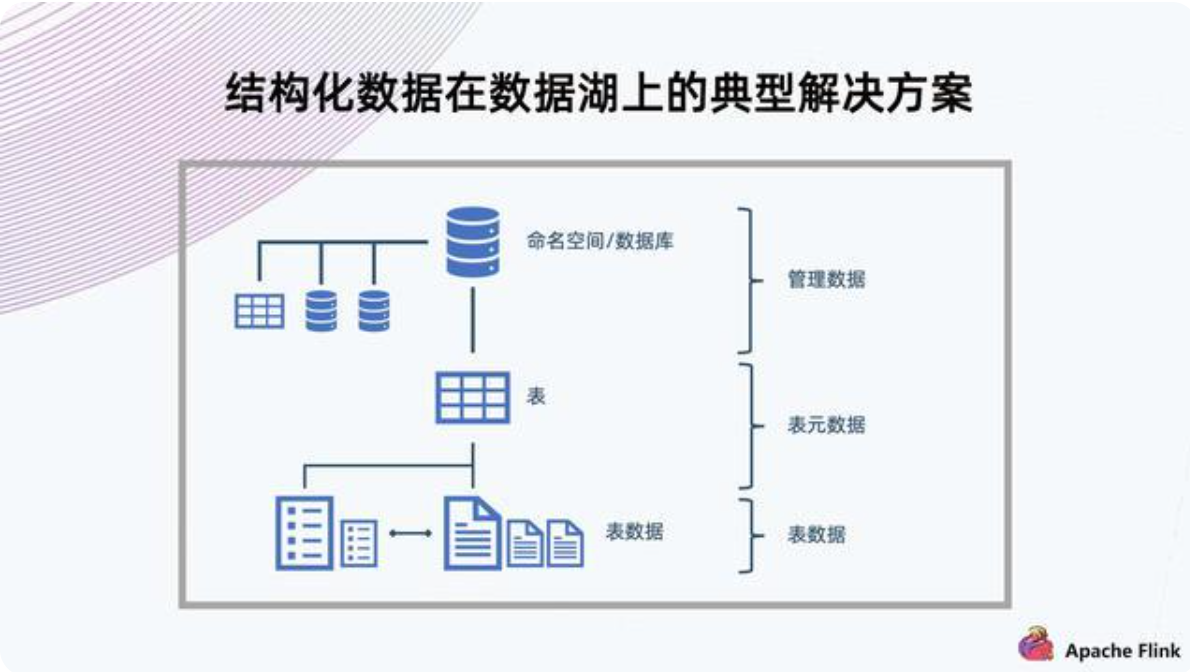 结构化数据在数据湖上的典型解决方案
命名空间/数据库
管理数据
表
表元数据
表数据
表数据
Apache Flink